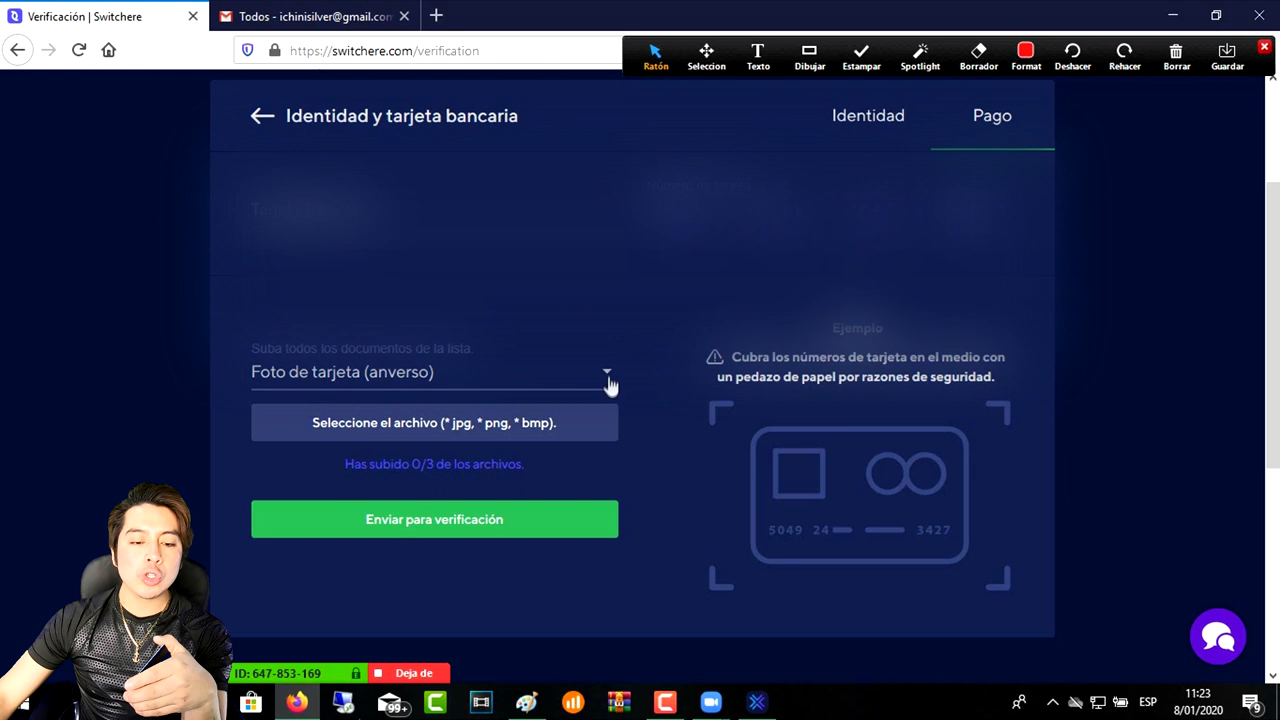 Verificación | Switchere
Todos - ichinisilver@gmail.con
https://switchere.com/verification
Ratón
Seleccion
Texto
Dibujar
Estampar
Spotlight
Borrador
Format
Deshacer
Rehacer
Borrar
Guardar
Identidad y tarjeta bancaria
Identidad
Pago
Suba todos los documentos de la lista.
Foto de tarjeta (anverso)
Seleccione el archivo (* jpg, * png, * bmp).
Has subido 0/3 de los archivos.
Enviar para verificación
Ejemplo
Cubra los números de tarjeta en el medio con
un pedazo de papel por razones de seguridad.
5049 24 3427
ID: 647-853-169
Deja de
99+
ESP
11:23
8/01/2020
9